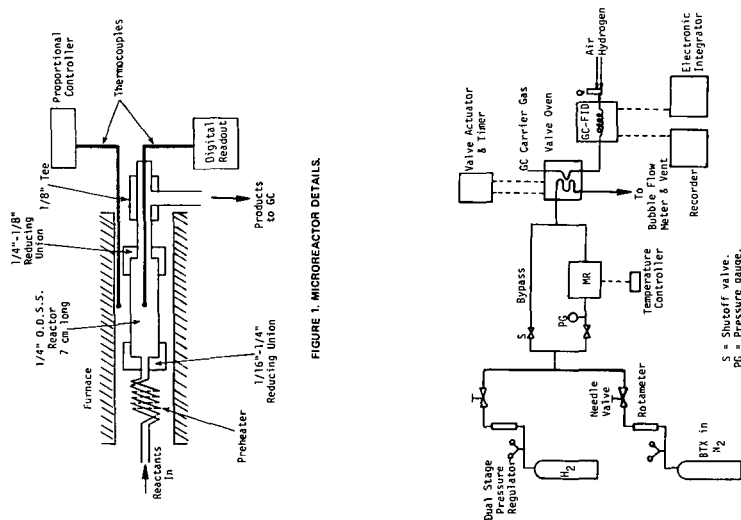 Proportional
Controller
Thermocouples
1/8" Tee
1/4"-1/8"
Reducing
Union
1/4" O.D.S.S.
Reactor
7 cm long
Furnace
Digital
Readout
Products
to GC
1/16"-1/4"
Reducing Union
Preheater
Reactants
In
FIGURE 1. MICROREACTOR DETAILS.
Valve Actuator
& Timer
GC Carrier Gas
Valve Oven
Air
Hydrogen
GC-FID
Electronic
Integrator
Recorder
To
Bubble Flow
Meter & Vent
Bypass
S
PG
MR
Temperature
Controller
Needle
Valve
Rotameter
Dual Stage
Pressure
Regulator
H2
BTX in
N2
S = Shutoff valve.
PG = Pressure gauge.